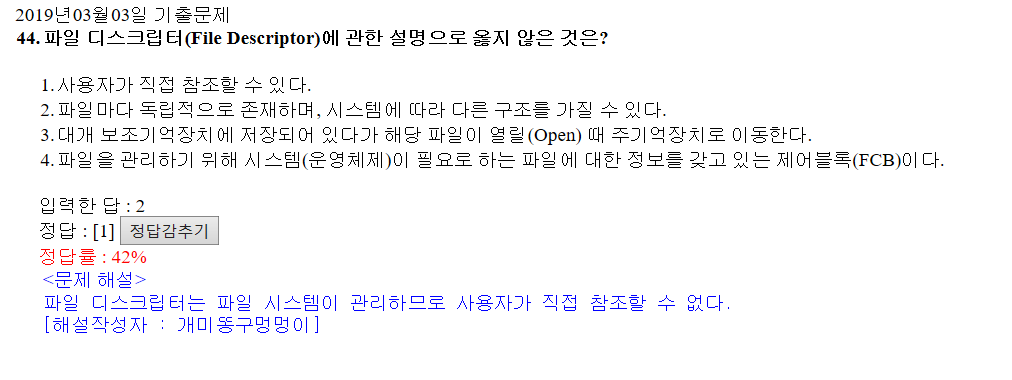 2019년03월03일 기출문제
44. 파일 디스크립터(File Descriptor)에 관한 설명으로 옳지 않은 것은?
1.사용자가 직접 참조할 수 있다.
2.파일마다 독립적으로 존재하며, 시스템에 따라 다른 구조를 가질 수 있다.
3.대개 보조기억장치에 저장되어 있다가 해당 파일이 열릴(Open) 때 주기억장치로 이동한다.
4.파일을 관리하기 위해 시스템(운영체제)이 필요로 하는 파일에 대한 정보를 갖고 있는 제어블록(FCB)이다.
입력한 답 : 2
정답 : [1] 정답감추기
정답률 : 42%
<문제 해설>
파일 디스크립터는 파일 시스템이 관리하므로 사용자가 직접 참조할 수 없다.
[해설작성자 : 개미똥구멍멍이]